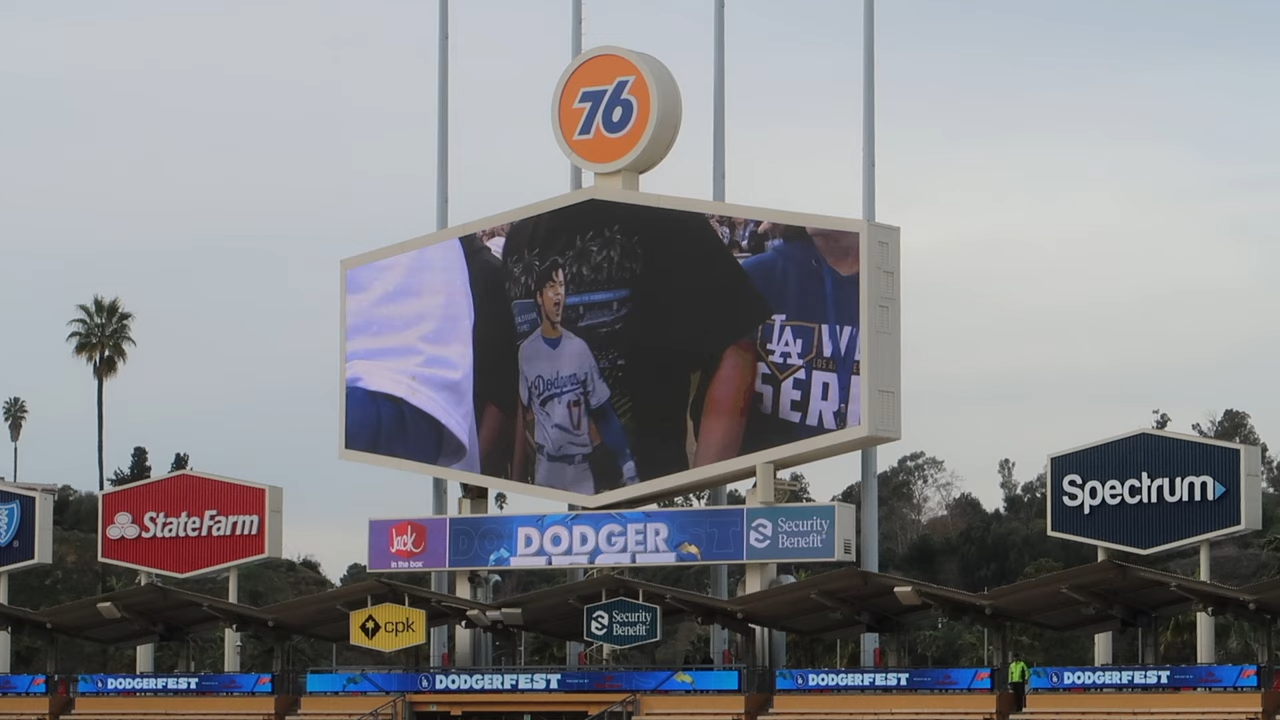 76
Dodgers
17
LA
W
SER
StateFarm
Spectrum
Jack
in the box
DODGER
Security
Benefit
cpk
Security
Benefit
DODGERFEST
DODGERFEST
DODGERFEST
DODGERFEST